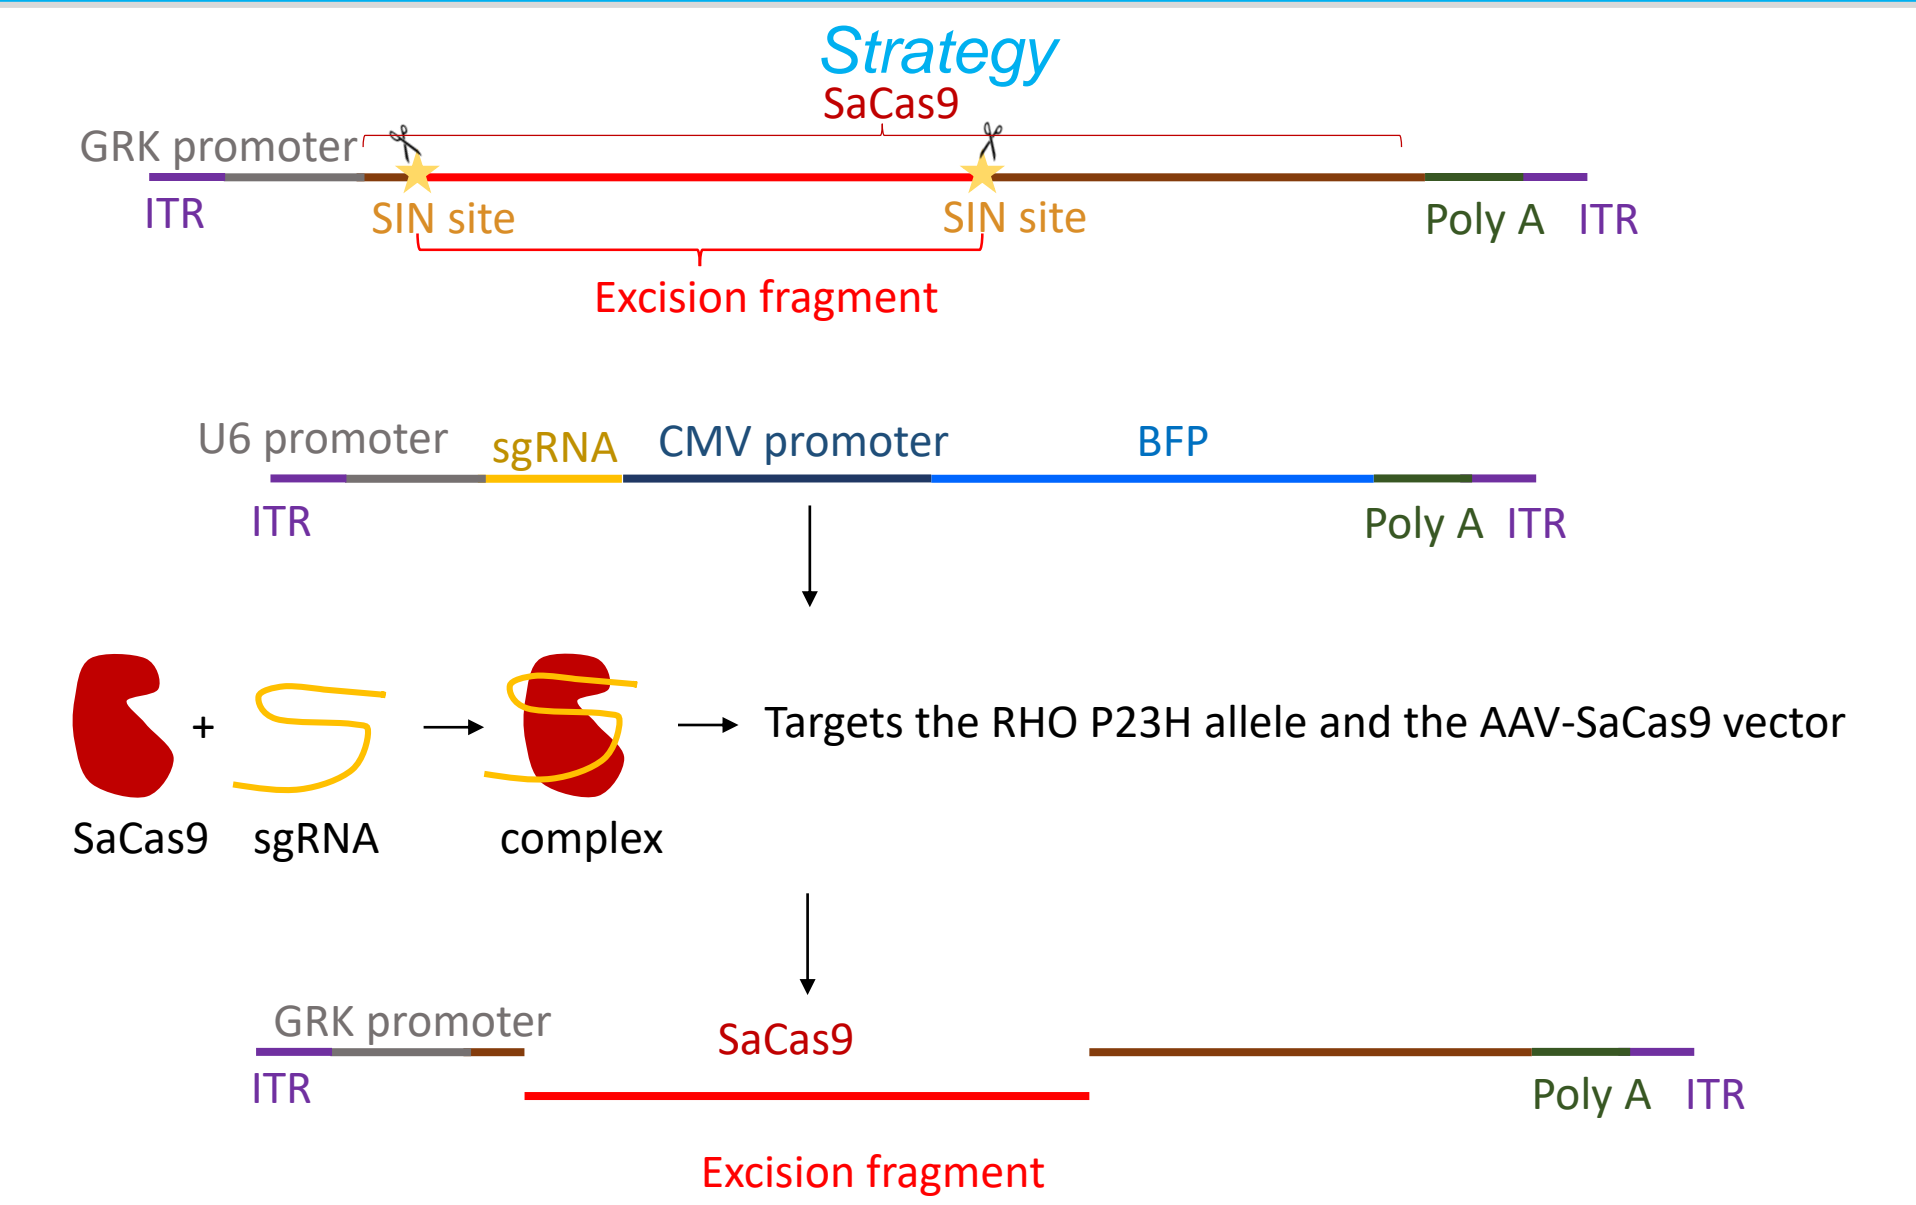 Strategy
SaCas9
GRK promoter
ITR
SIN site
SIN site
Poly A
ITR
Excision fragment
U6 promoter
sgRNA
CMV promoter
BFP
ITR
Poly A
ITR
+
Targets the RHO P23H allele and the AAV-SaCas9 vector
SaCas9
sgRNA
complex
GRK promoter
SaCas9
ITR
Poly A
ITR
Excision fragment